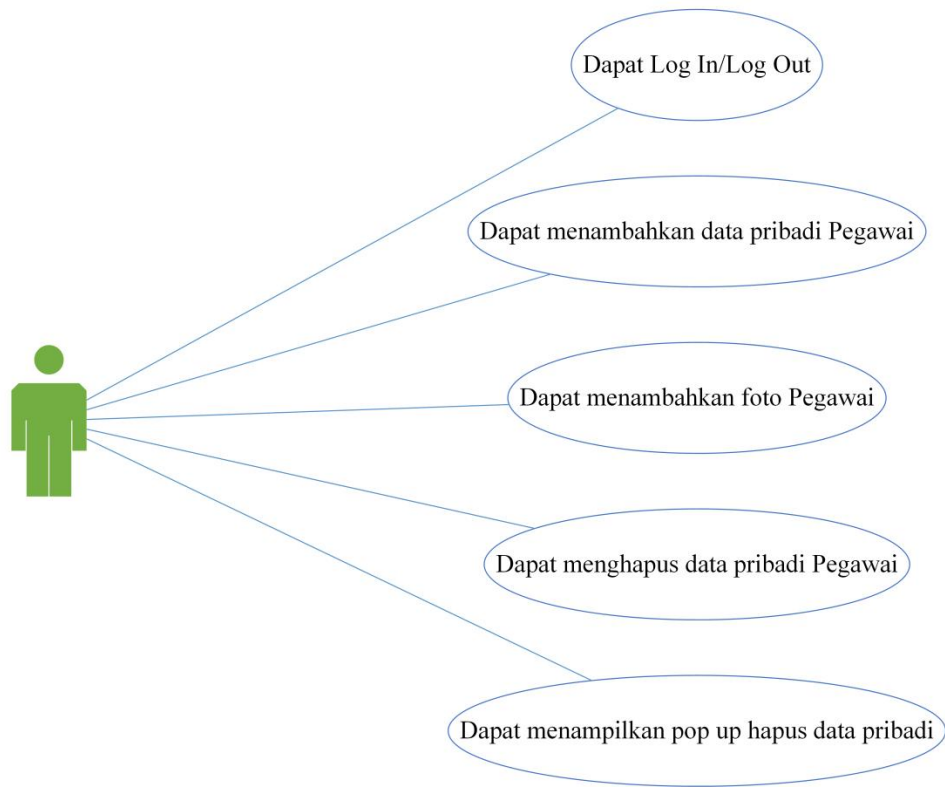 Dapat Log In/Log Out
Dapat menambahkan data pribadi Pegawai
Dapat menambahkan foto Pegawai
Dapat menghapus data pribadi Pegawai
Dapat menampilkan pop up hapus data pribadi